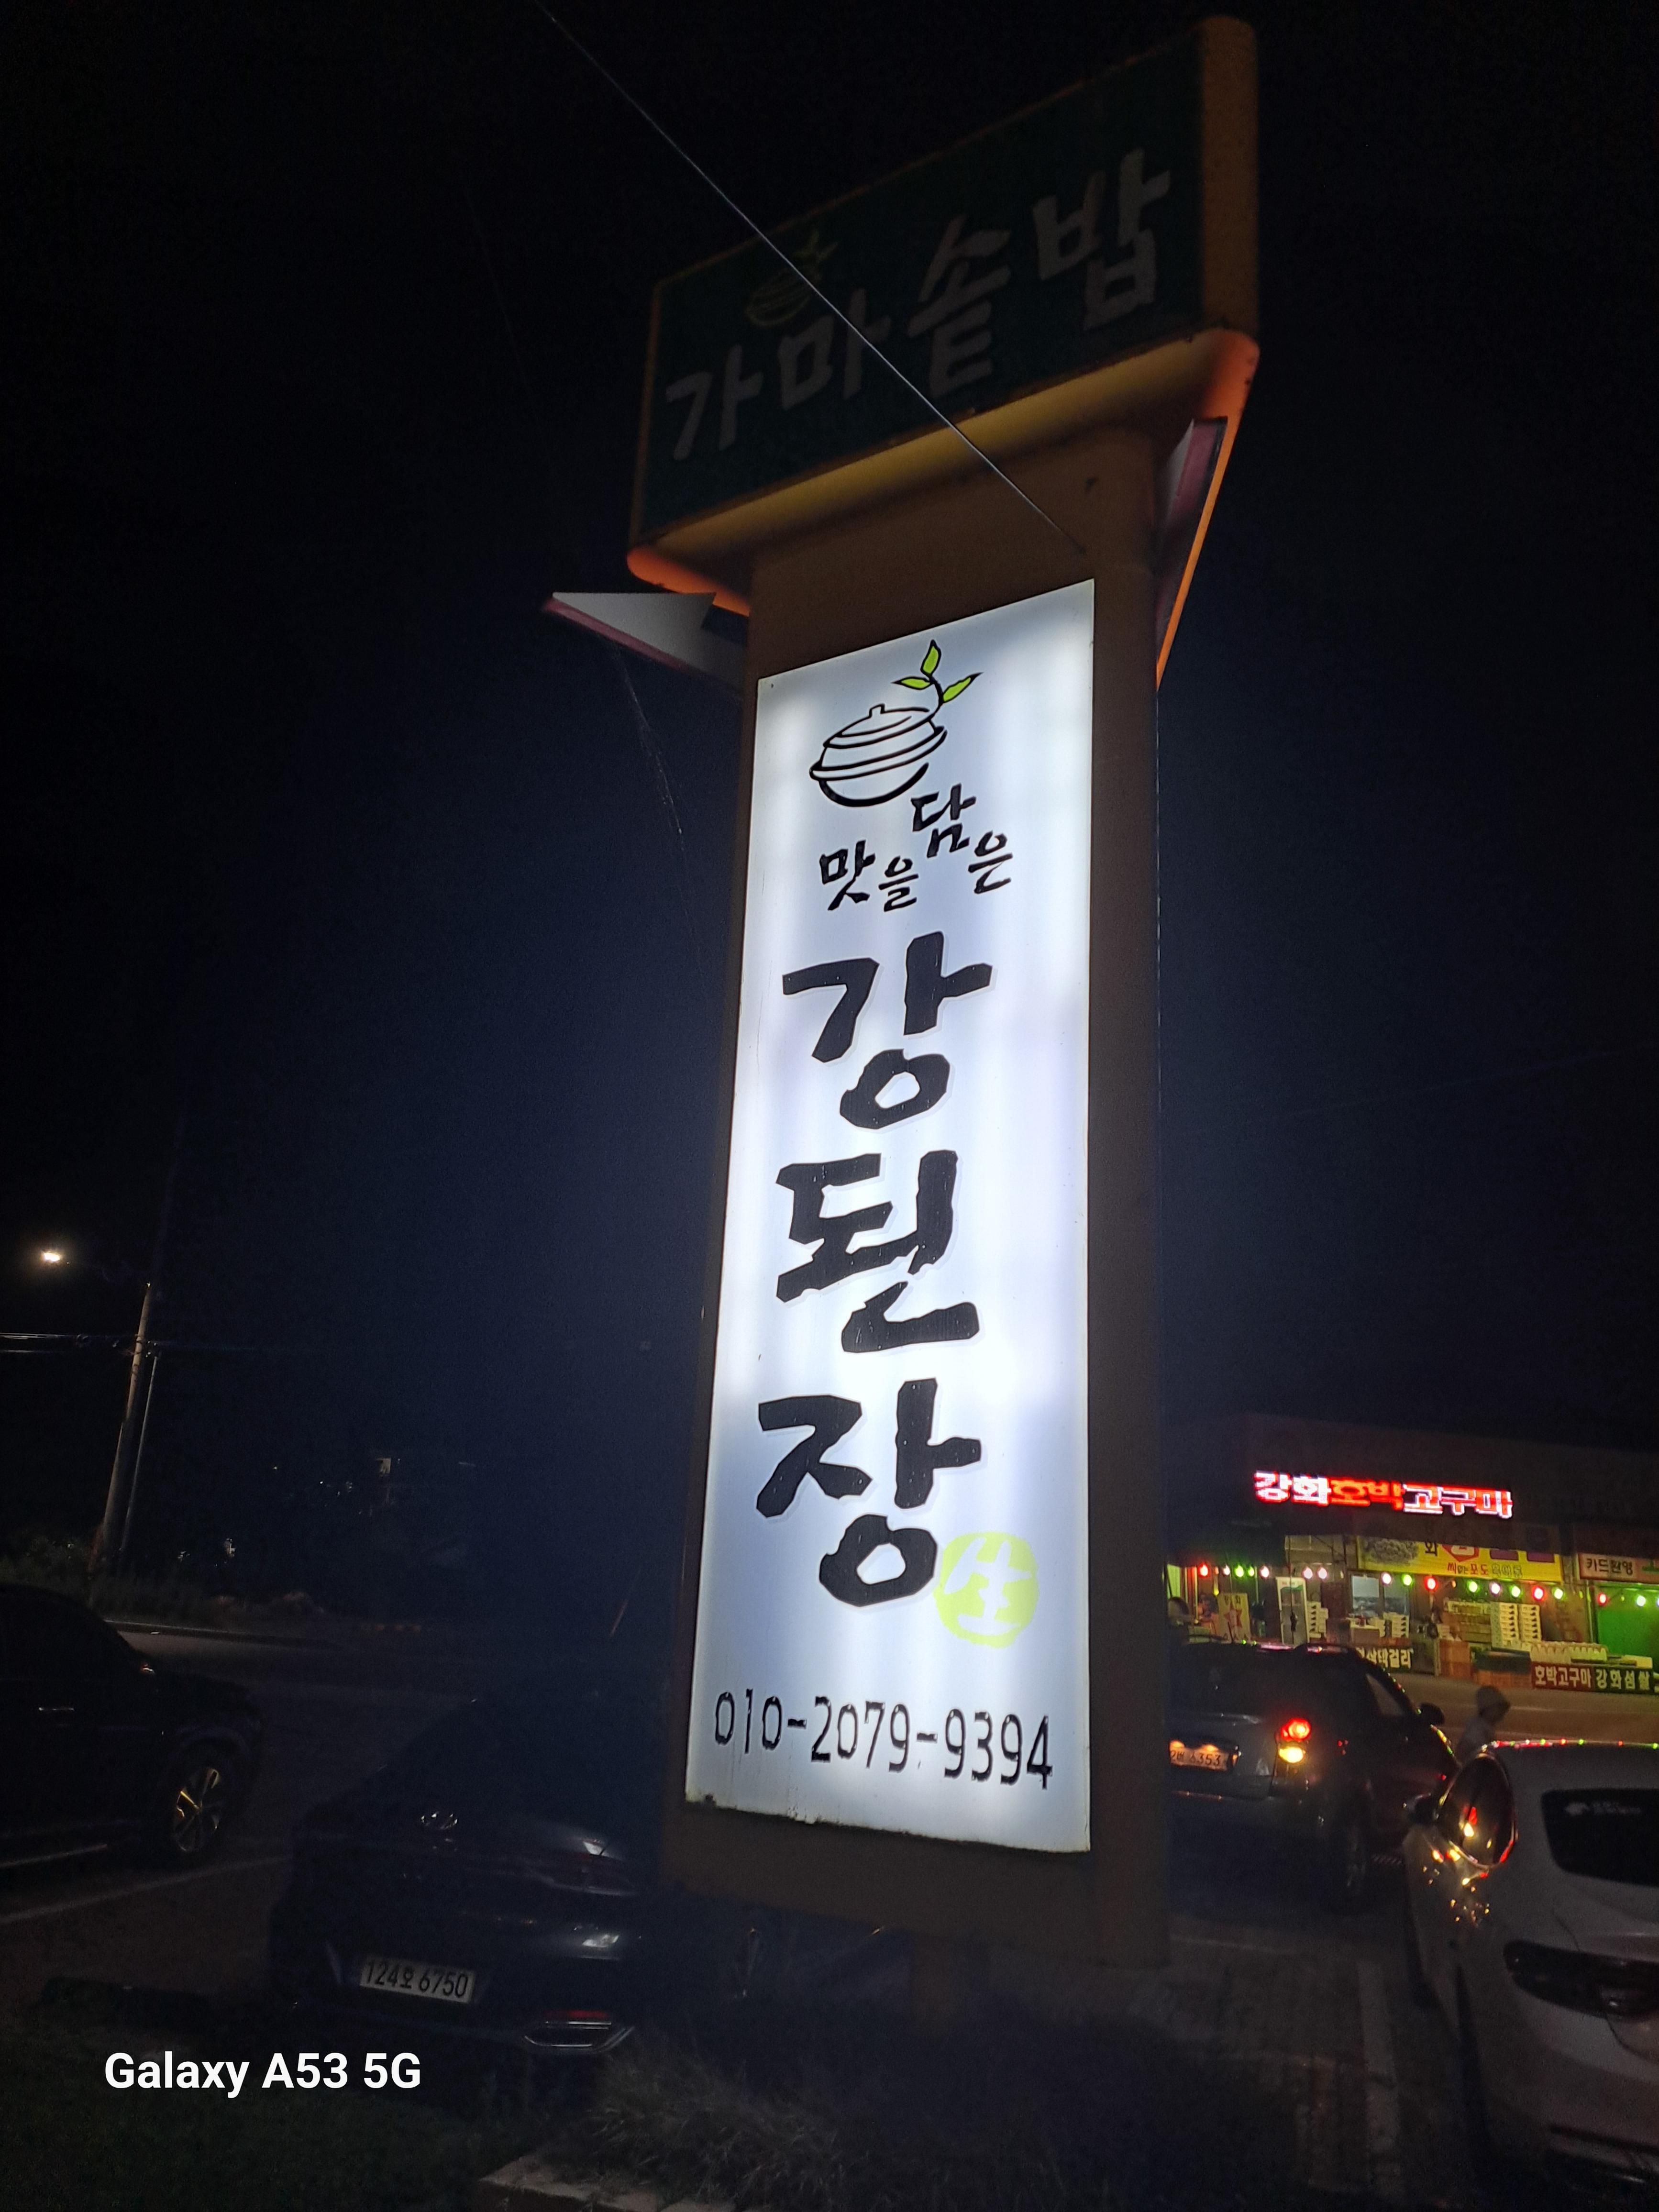 가마솥밥
맛을 담은
강된장
生
010-2079-9394
강화호박고구마
카드환영
호박고구마 강화섬쌀
6353
124호 6750
Galaxy A53 5G